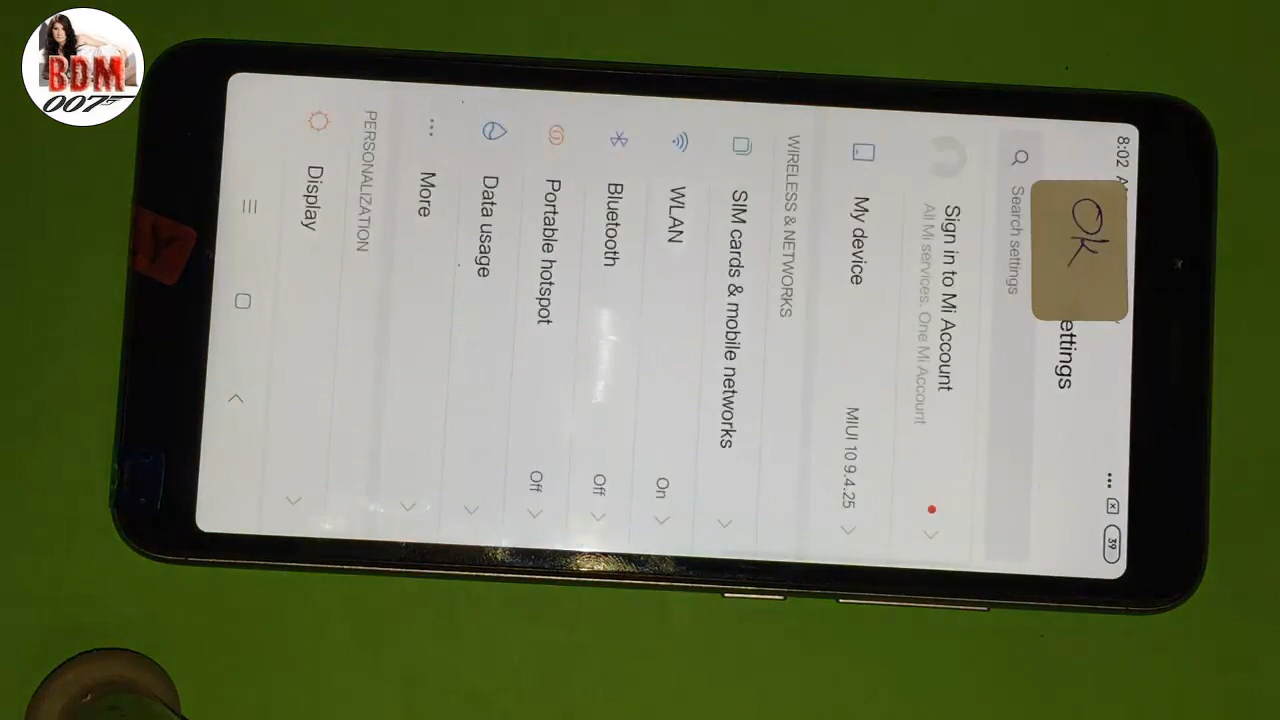 BDM
007
8:02
39
OK
ettings
Search settings
Sign in to Mi Account
All Mi services. One Mi Account
My device MIUI 10 9.4.25
WIRELESS & NETWORKS
SIM cards & mobile networks
WLAN On
Bluetooth Off
Portable hotspot Off
Data usage
More
PERSONALIZATION
Display